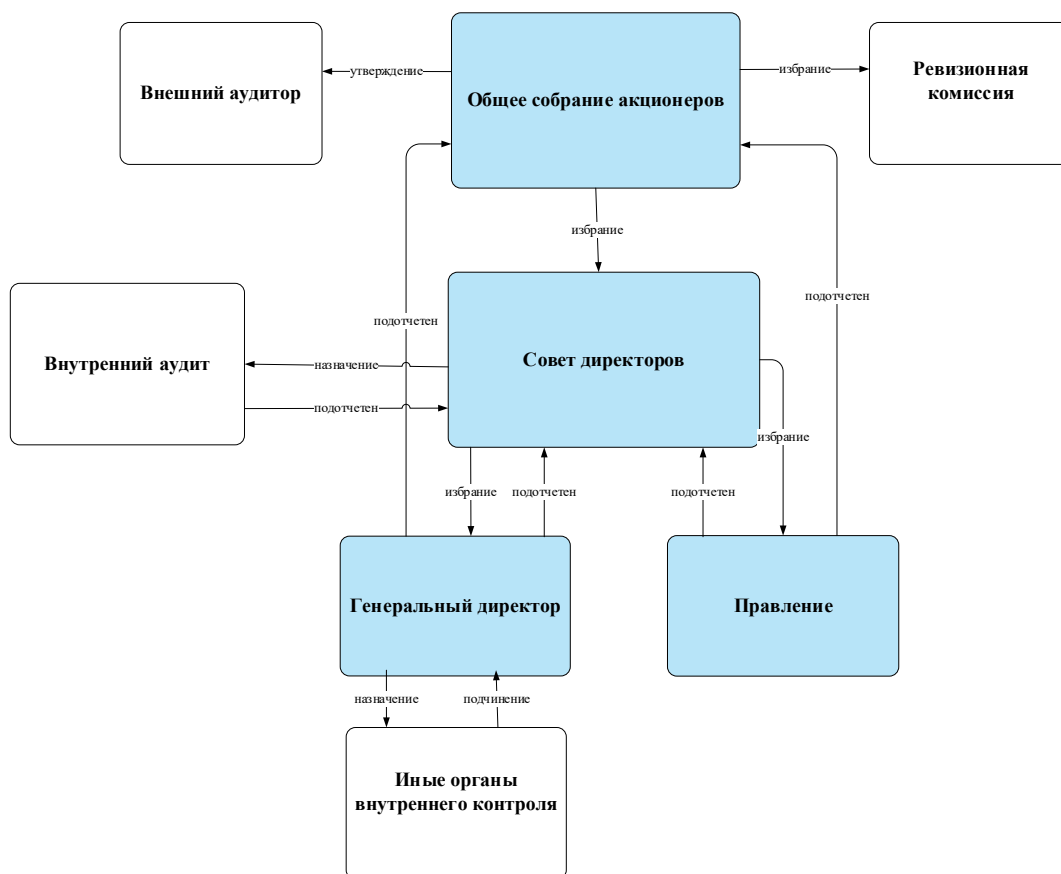 утверждение
избрание
Внешний аудитор
Общее собрание акционеров
Ревизионная
комиссия
избрание
подотчетен
подотчетен
Внутренний аудит
назначение
Совет директоров
подотчетен
избрание
избрание
подотчетен
подотчетен
Генеральный директор
Правление
назначение
подчинение
Иные органы
внутреннего контроля